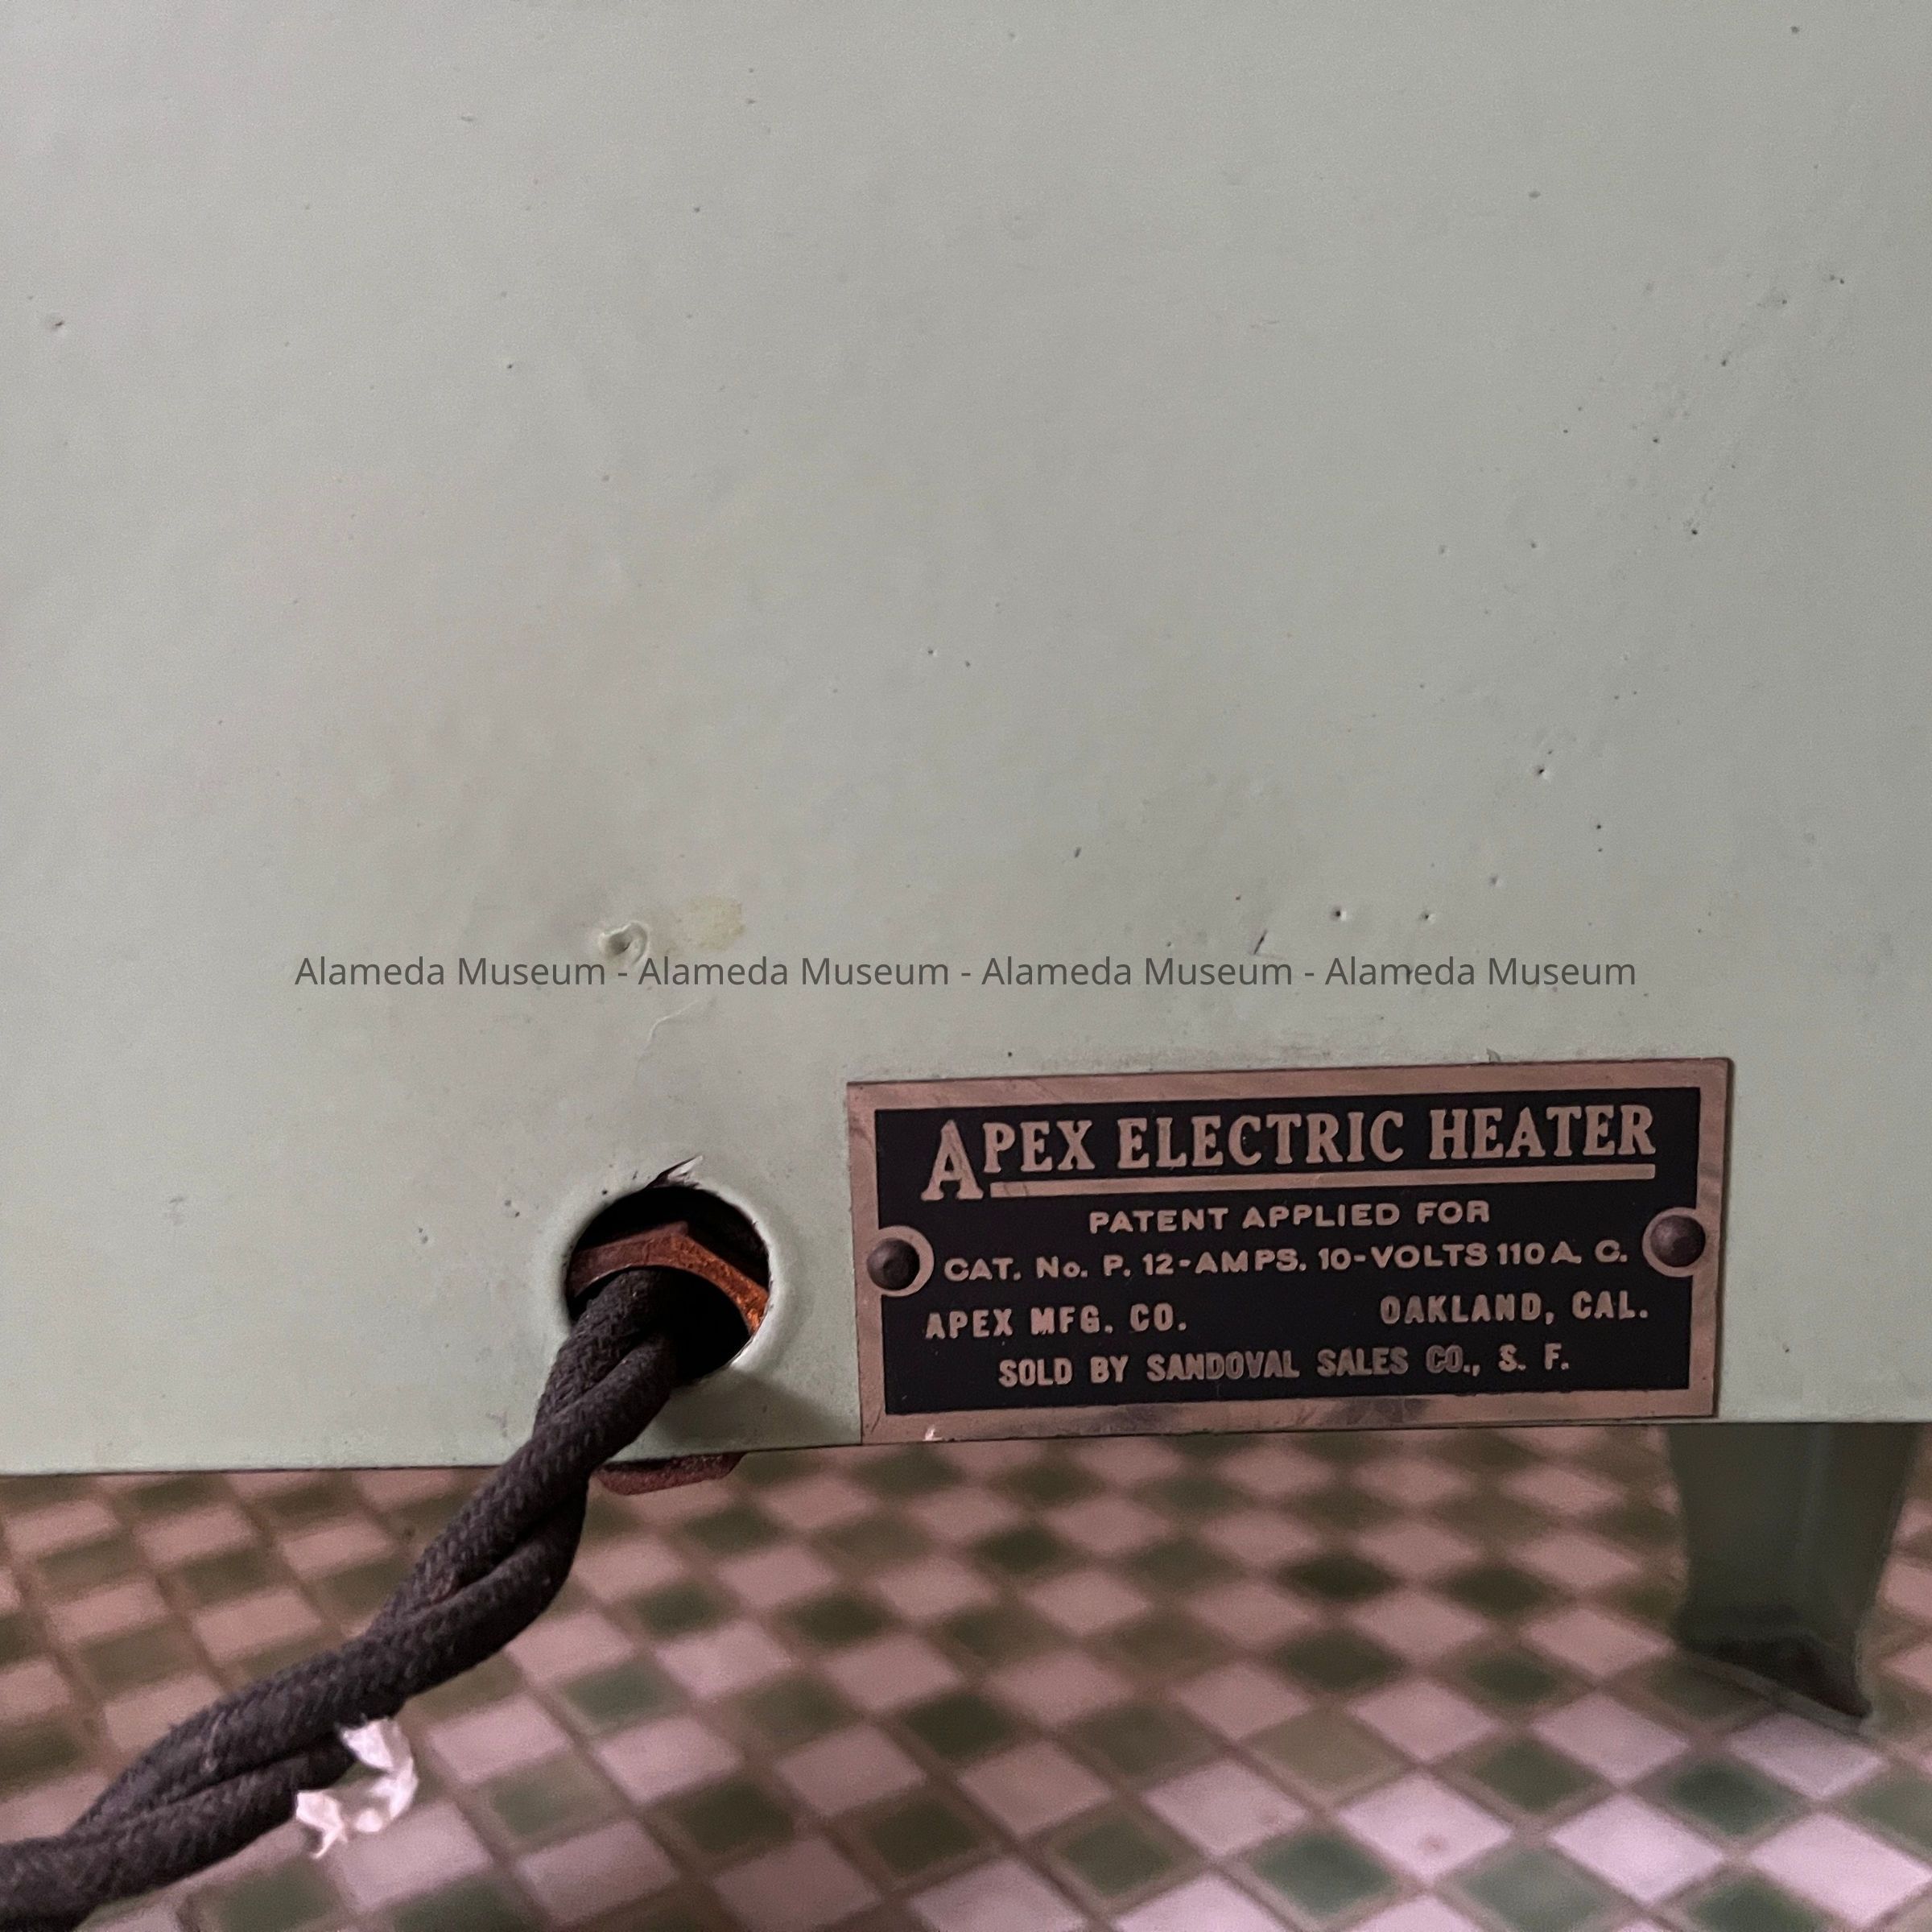 Alameda Museum - Alameda Museum - Alameda Museum - Alameda Museum
APEX ELECTRIC HEATER
PATENT APPLIED FOR
CAT. No. P. 12-AMPS. 10-VOLTS 110 A. C.
APEX MFG. CO. OAKLAND, CAL.
SOLD BY SANDOVAL SALES CO., S. F.